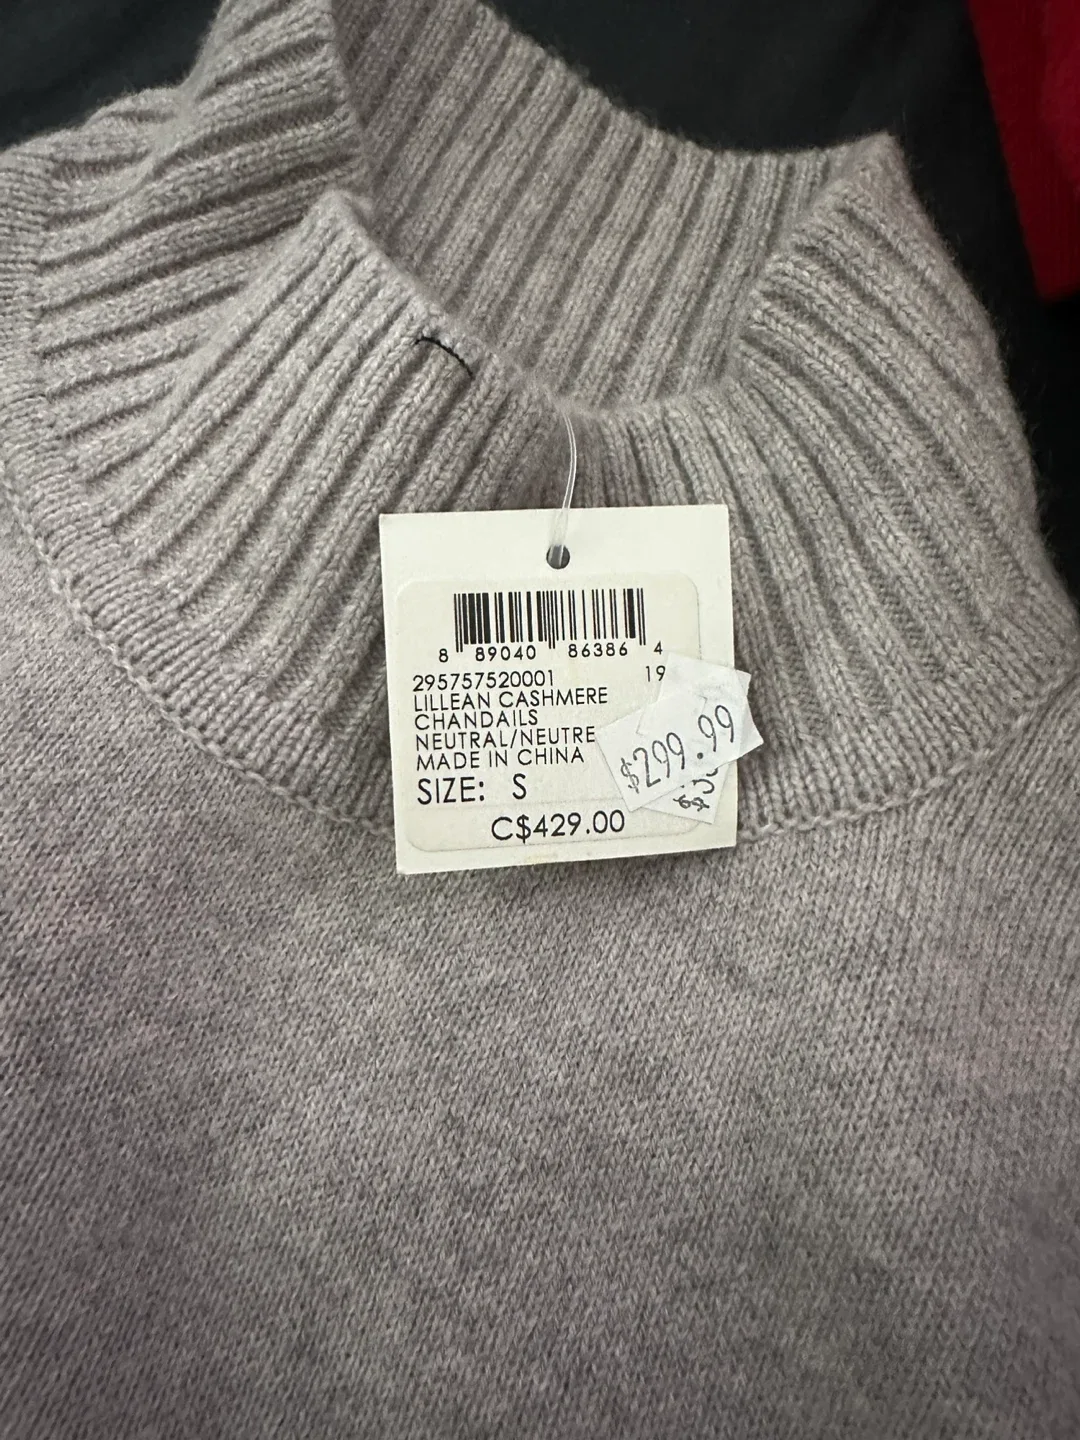 8 89040 86386 4
295757520001 19
LILLEAN CASHMERE
CHANDAILS
NEUTRAL/NEUTRE
MADE IN CHINA
$299.99
SIZE: S
C$429.00